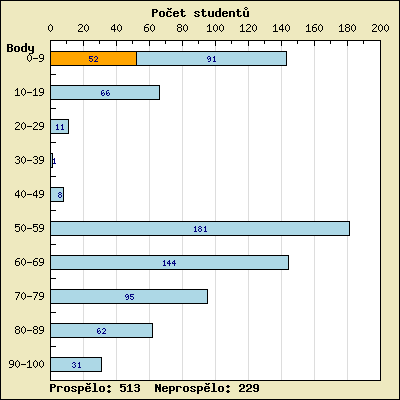 Počet studentů
0 20 40 60 80 100 120 140 160 180 200
Body
0-9 52 91
10-19 66
20-29 11
30-39 1
40-49 8
50-59 181
60-69 144
70-79 95
80-89 62
90-100 31
Prospělo: 513 Neprospělo: 229